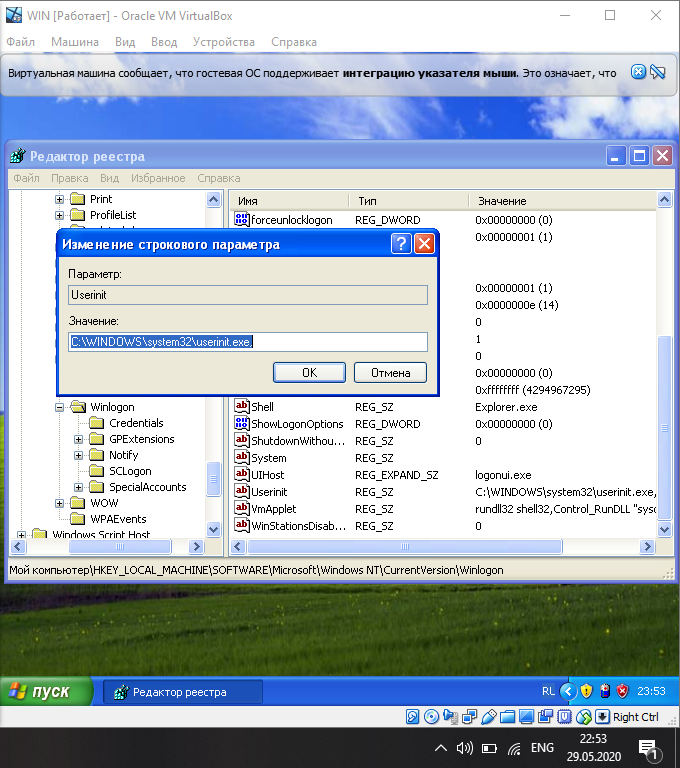 WIN [Работает] - Oracle VM VirtualBox
Файл Машина Вид Ввод Устройства Справка
Виртуальная машина сообщает, что гостевая ОС поддерживает интеграцию указателя мыши. Это означает, что
Редактор реестра
Файл Правка Вид Избранное Справка
Print
ProfileList
Имя Тип Значение
forceunlocklogon REG_DWORD 0x00000000 (0)
0x00000001 (1)
Изменение строкового параметра
Параметр:
Userinit
Значение:
C:\WINDOWS\system32\userinit.exe,
OK Отмена
0x00000001 (1)
0x0000000e (14)
0
1
0
0x00000000 (0)
0xffffffff (4294967295)
Winlogon
Credentials
GPExtensions
Notify
SCLogon
SpecialAccounts
WOW
WPAEvents
Windows Script Host
Shell REG_SZ Explorer.exe
ShowLogonOptions REG_DWORD 0x00000000 (0)
ShutdownWithou... REG_SZ 0
System REG_SZ
UIHost REG_EXPAND_SZ logonui.exe
Userinit REG_SZ C:\WINDOWS\system32\userinit.exe,
VmApplet REG_SZ rundll32 shell32,Control_RunDLL "sysd
WinStationsDisab... REG_SZ 0
Мой компьютер\HKEY_LOCAL_MACHINE\SOFTWARE\Microsoft\Windows NT\CurrentVersion\Winlogon
пуск Редактор реестра RL 23:53
Right Ctrl
ENG 22:53
29.05.2020
1